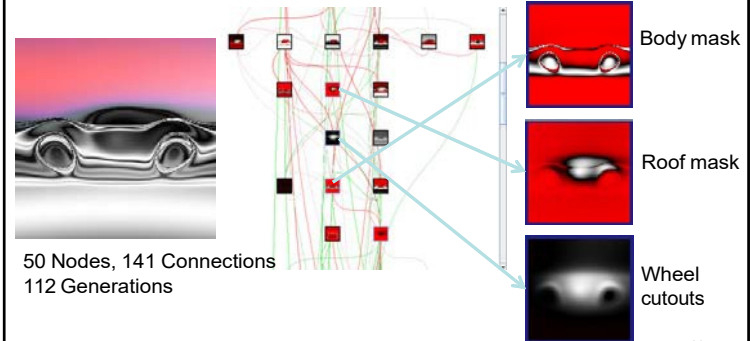 Body mask
Roof mask
50 Nodes, 141 Connections
112 Generations
Wheel
cutouts